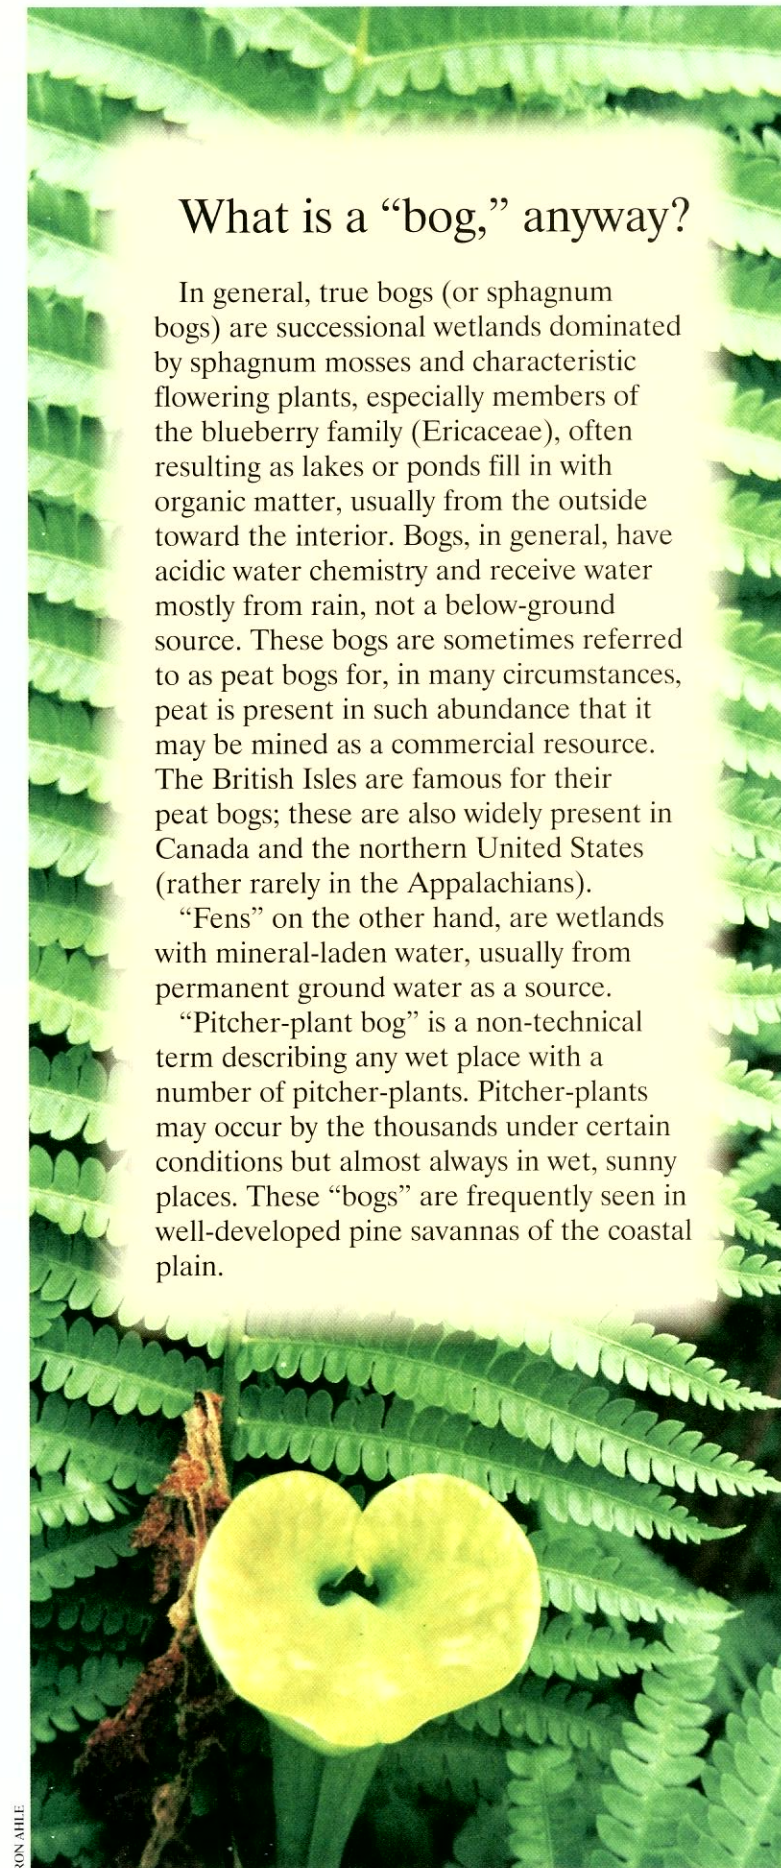 What is a “bog,” anyway?
In general, true bogs (or sphagnum
bogs) are successional wetlands dominated
by sphagnum mosses and characteristic
flowering plants, especially members of
the blueberry family (Ericaceae), often
resulting as lakes or ponds fill in with
organic matter, usually from the outside
toward the interior. Bogs, in general, have
acidic water chemistry and receive water
mostly from rain, not a below-ground
source. These bogs are sometimes referred
to as peat bogs for, in many circumstances,
peat is present in such abundance that it
may be mined as a commercial resource.
The British Isles are famous for their
peat bogs; these are also widely present in
Canada and the northern United States
(rather rarely in the Appalachians).
“Fens” on the other hand, are wetlands
with mineral-laden water, usually from
permanent ground water as a source.
“Pitcher-plant bog” is a non-technical
term describing any wet place with a
number of pitcher-plants. Pitcher-plants
may occur by the thousands under certain
conditions but almost always in wet, sunny
places. These “bogs” are frequently seen in
well-developed pine savannas of the coastal
plain.
RON AHLE